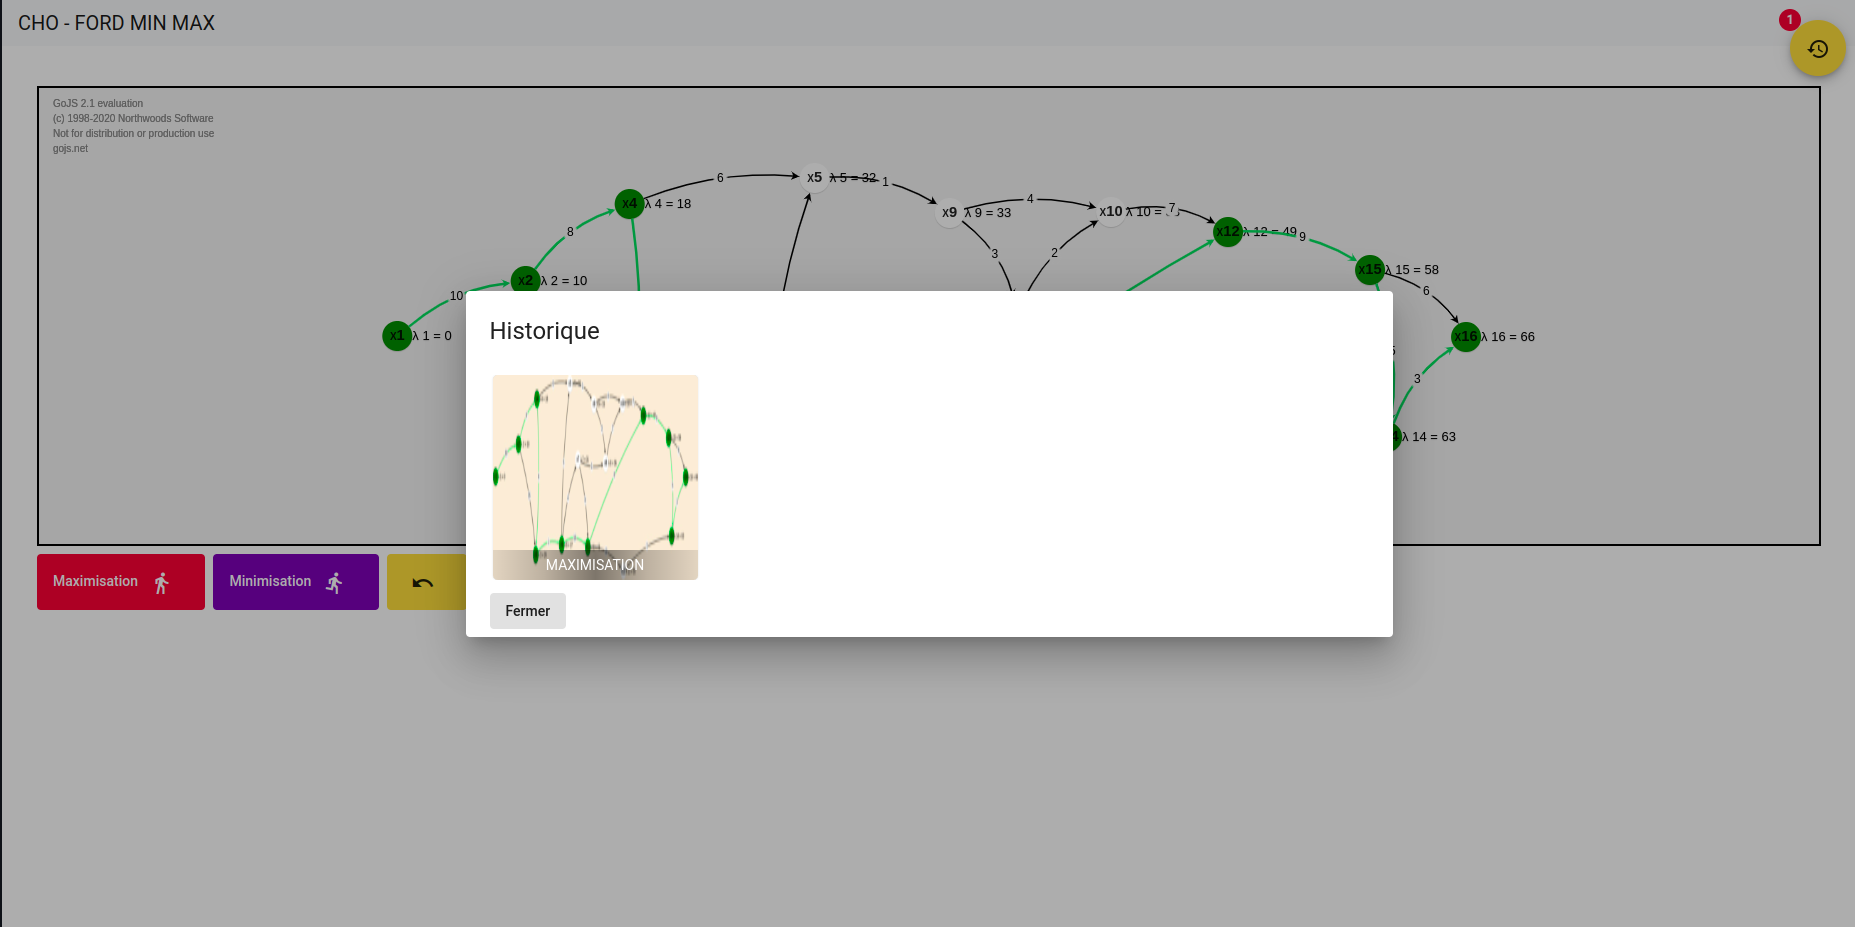 CHO - FORD MIN MAX
1
GoJS 2.1 evaluation
(c) 1998-2020 Northwoods Software
Not for distribution or production use
gojs.net
6
x5
λ 5 = 32
1
x4
λ 4 = 18
x9
λ 9 = 33
4
x10
λ 10 =
7
8
x12
λ 12 = 49
9
3
2
x15
λ 15 = 58
x2
λ 2 = 10
10
6
x1
λ 1 = 0
x16
λ 16 = 66
3
λ 14 = 63
Historique
MAXIMISATION
Fermer
Maximisation
Minimisation